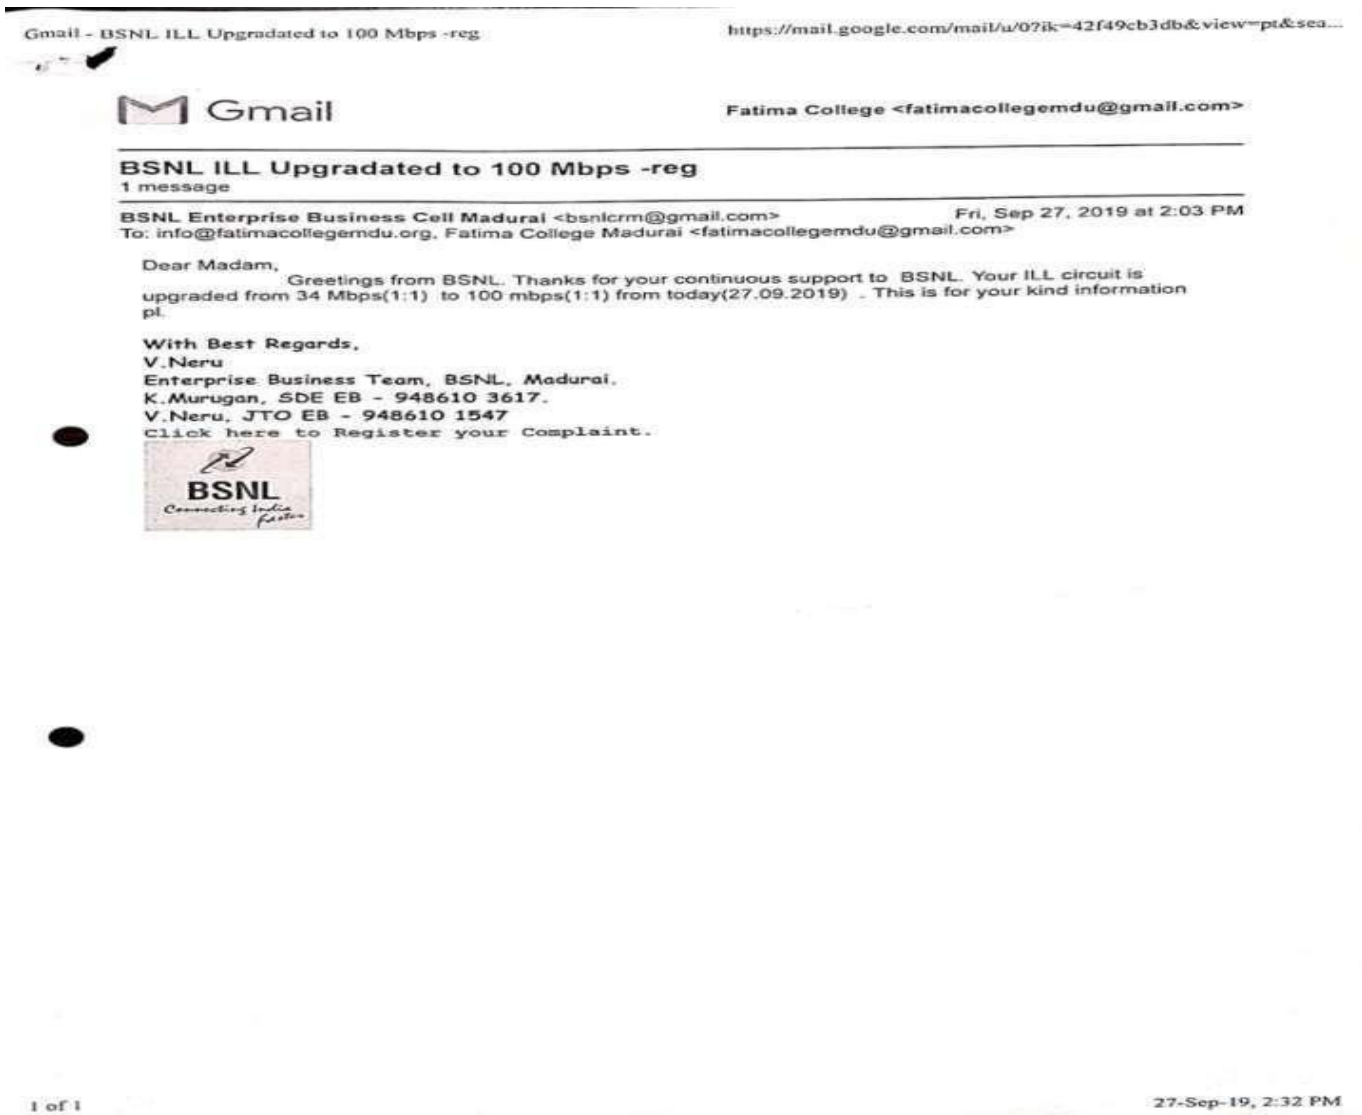 Gmail - BSNL ILL Upgradated to 100 Mbps -reg
https://mail.google.com/mail/u/0?ik=42f49cb3db&view=pt&sea...
Gmail
Fatima College <fatimacollegemdu@gmail.com>
BSNL ILL Upgradated to 100 Mbps -reg
1 message
BSNL Enterprise Business Cell Madurai <bsnlcrm@gmail.com>
Fri, Sep 27, 2019 at 2:03 PM
To: info@fatimacollegemdu.org, Fatima College Madurai <fatimacollegemdu@gmail.com>
Dear Madam,
Greetings from BSNL. Thanks for your continuous support to BSNL. Your ILL circuit is
upgraded from 34 Mbps(1:1) to 100 mbps(1:1) from today(27.09.2019) . This is for your kind information
pl.
With Best Regards,
V.Neru
Enterprise Business Team, BSNL, Madurai.
K.Murugan, SDE EB - 948610 3617.
V.Neru, JTO EB - 948610 1547
Click here to Register your Complaint.
BSNL
Connecting India
faster
1 of 1
27-Sep-19, 2:32 PM